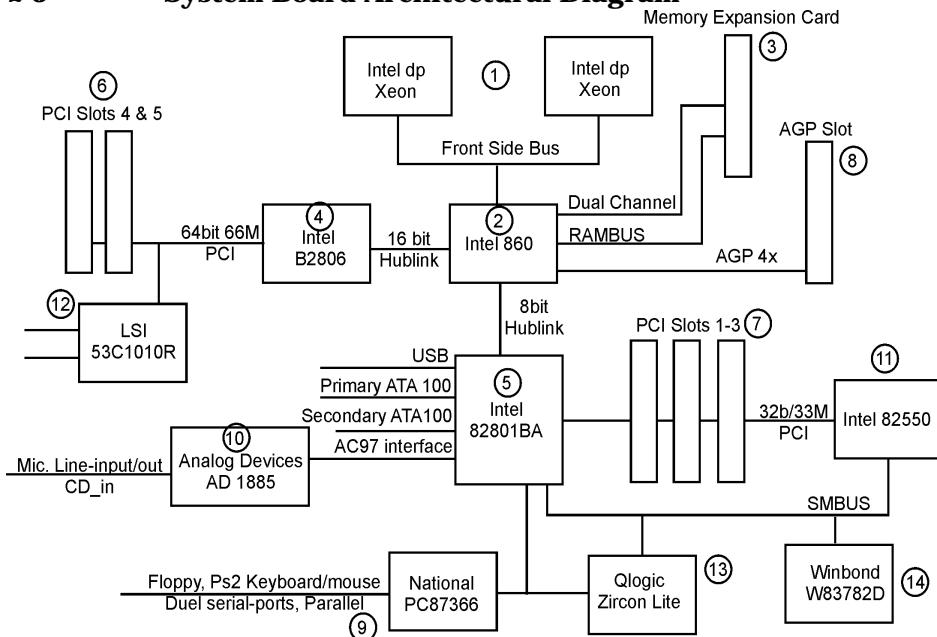 System Board Architectural Diagram
Memory Expansion Card
3
Intel dp
Xeon
1
Intel dp
Xeon
6
PCI Slots 4 & 5
AGP Slot
8
Front Side Bus
Dual Channel
RAMBUS
AGP 4x
64bit 66M
PCI
4
Intel
B2806
16 bit
Hublink
2
Intel 860
12
LSI
53C1010R
8bit
Hublink
PCI Slots 1-3
7
11
Intel 82550
32b/33M
PCI
USB
Primary ATA 100
Secondary ATA100
AC97 interface
5
Intel
82801BA
10
Analog Devices
AD 1885
Mic. Line-input/out
CD_in
SMBUS
Floppy, Ps2 Keyboard/mouse
Duel serial-ports, Parallel
9
National
PC87366
Qlogic
Zircon Lite
13
Winbond
W83782D
14